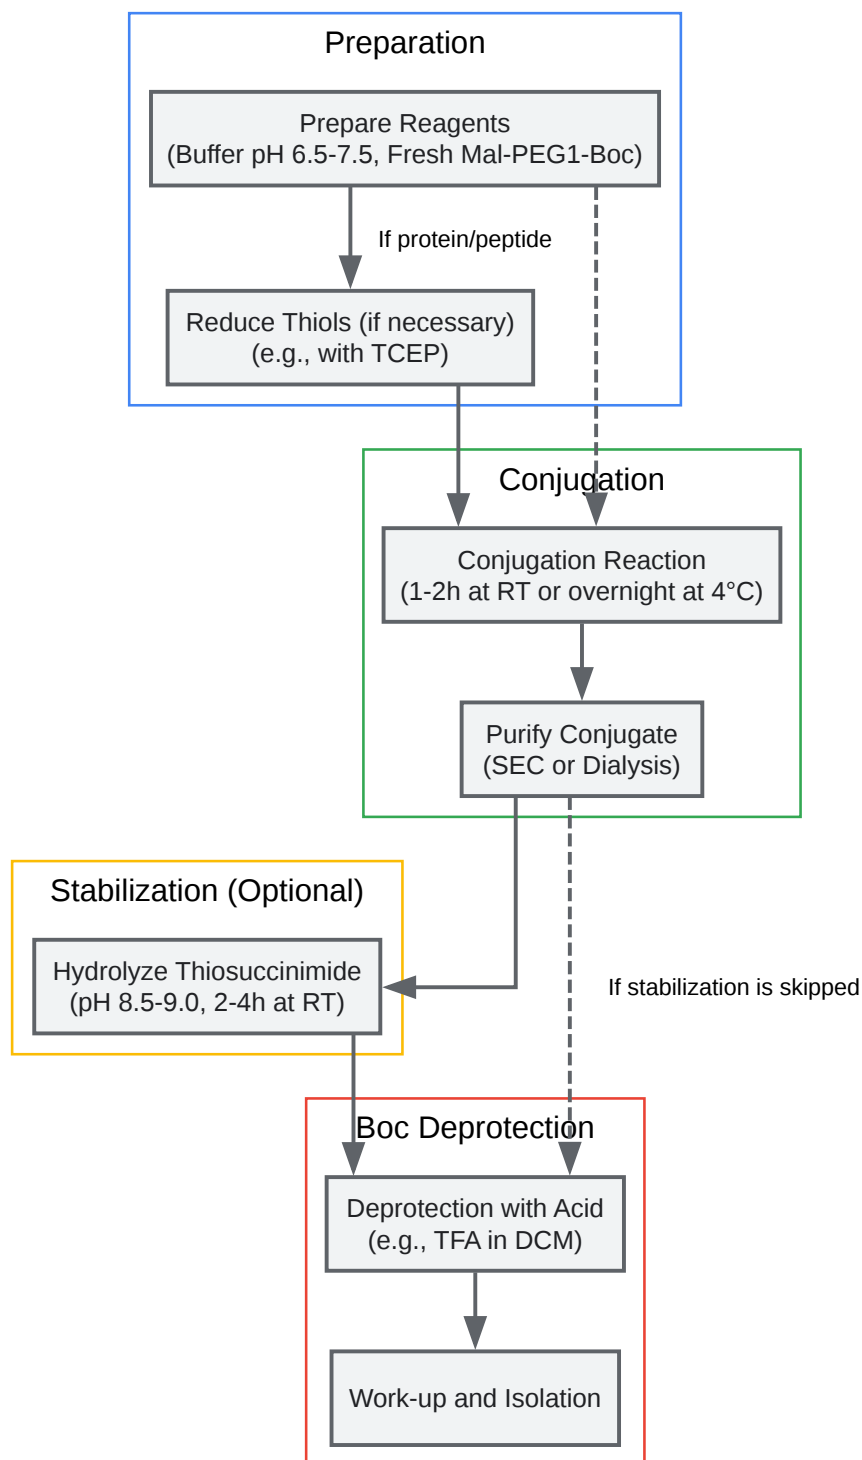 Preparation
Prepare Reagents
(Buffer pH 6.5-7.5, Fresh Mal-PEG1-Boc)
If protein/peptide
Reduce Thiols (if necessary)
(e.g., with TCEP)
Conjugation
Conjugation Reaction
(1-2h at RT or overnight at 4°C)
Purify Conjugate
(SEC or Dialysis)
Stabilization (Optional)
Hydrolyze Thiosuccinimide
(pH 8.5-9.0, 2-4h at RT)
If stabilization is skipped
Boc Deprotection
Deprotection with Acid
(e.g., TFA in DCM)
Work-up and Isolation